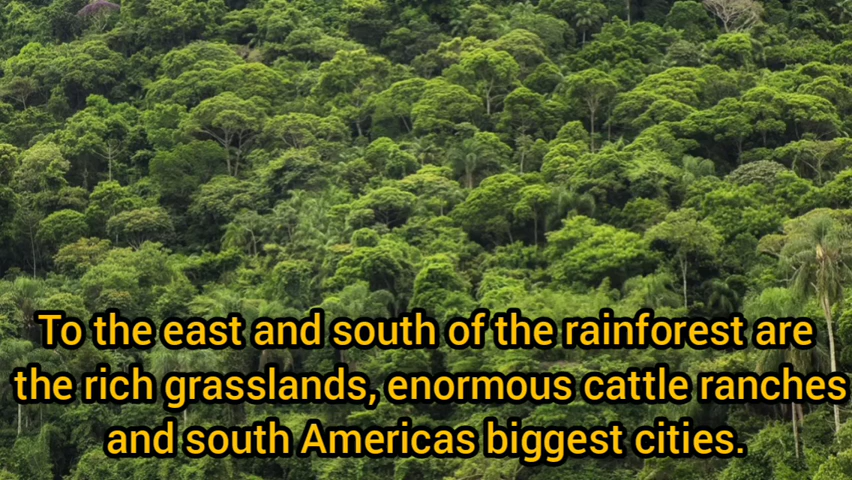 To the east and south of the rainforest are
the rich grasslands, enormous cattle ranches
and south Americas biggest cities.